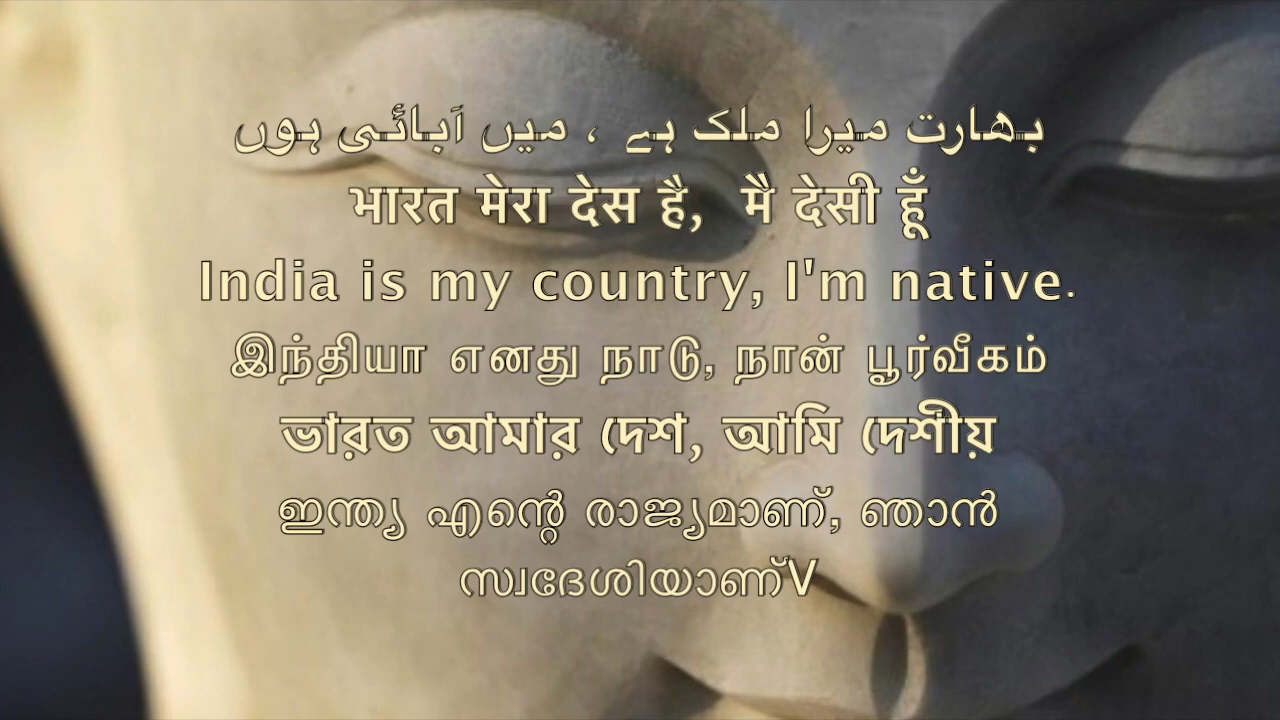 بھارت میرا ملک ہے ، میں آبائی ہوں
भारत मेरा देस है, मै देसी हूँ
India is my country, I'm native.
இந்தியா எனது நாடு, நான் பூர்வீகம்
ভারত আমার দেশ, আমি দেশীয়
ഇന്ത്യ എന്റെ രാജ്യമാണ്, ഞാൻ
സ്വദേശിയാണ്V